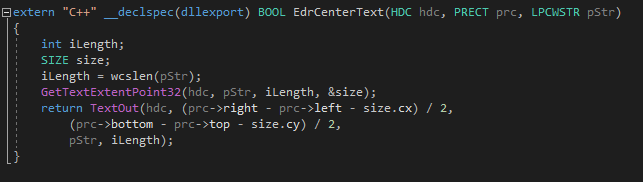 extern "C++" __declspec(dllexport) BOOL EdrCenterText(HDC hdc, PRECT prc, LPCWSTR pStr)
{
    int iLength;
    SIZE size;
    iLength = wcslen(pStr);
    GetTextExtentPoint32(hdc, pStr, iLength, &size);
    return TextOut(hdc, (prc->right - prc->left - size.cx) / 2,
        (prc->bottom - prc->top - size.cy) / 2,
        pStr, iLength);
}